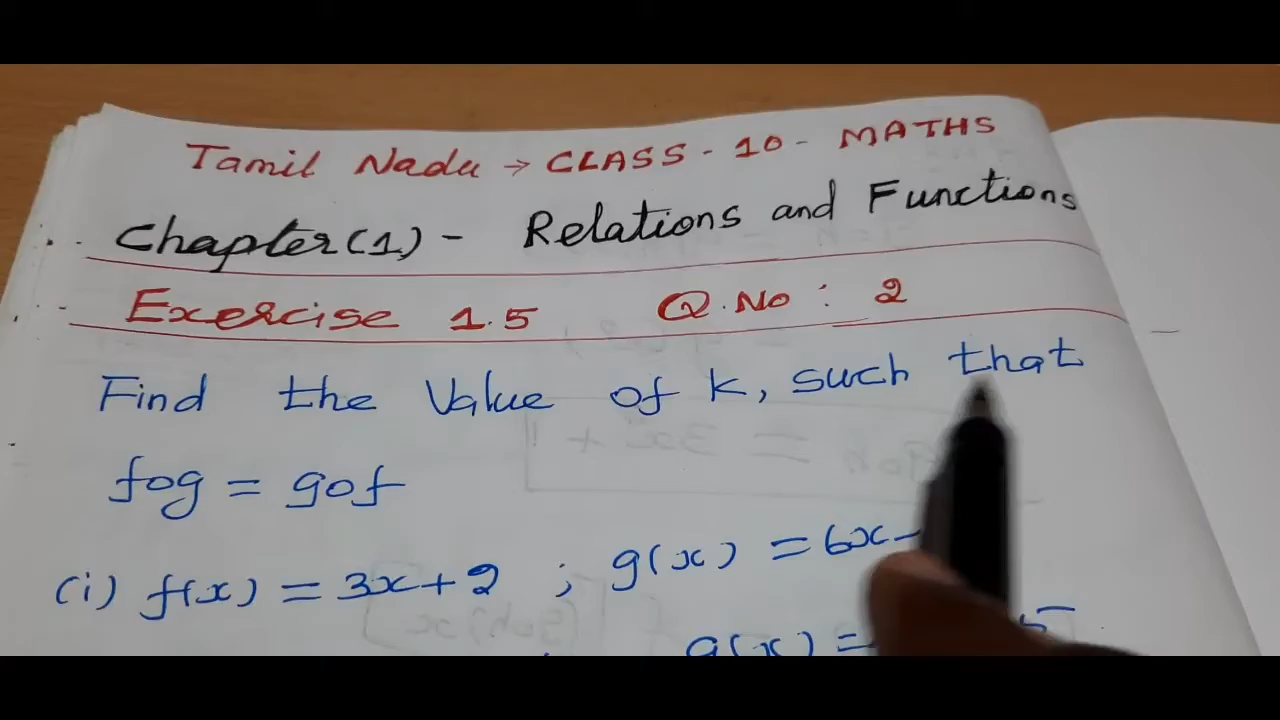 Tamil Nadu → CLASS - 10 - MATHS
Chapter(1) - Relations and Functions
Exercise 1.5 Q.No : 2
Find the Value of k, such that
fog = gof
(i) f(x) = 3x+2 ; g(x) = 6x-
g(x) =